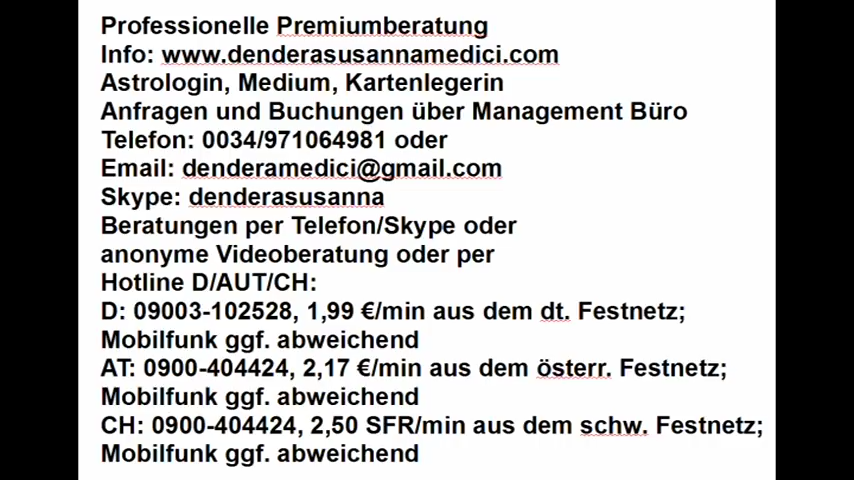 Professionelle Premiumberatung
Info: www.denderasusannamedici.com
Astrologin, Medium, Kartenlegerin
Anfragen und Buchungen über Management Büro
Telefon: 0034/971064981 oder
Email: denderamedici@gmail.com
Skype: denderasusanna
Beratungen per Telefon/Skype oder
anonyme Videoberatung oder per
Hotline D/AUT/CH:
D: 09003-102528, 1,99 €/min aus dem dt. Festnetz;
Mobilfunk ggf. abweichend
AT: 0900-404424, 2,17 €/min aus dem österr. Festnetz;
Mobilfunk ggf. abweichend
CH: 0900-404424, 2,50 SFR/min aus dem schw. Festnetz;
Mobilfunk ggf. abweichend